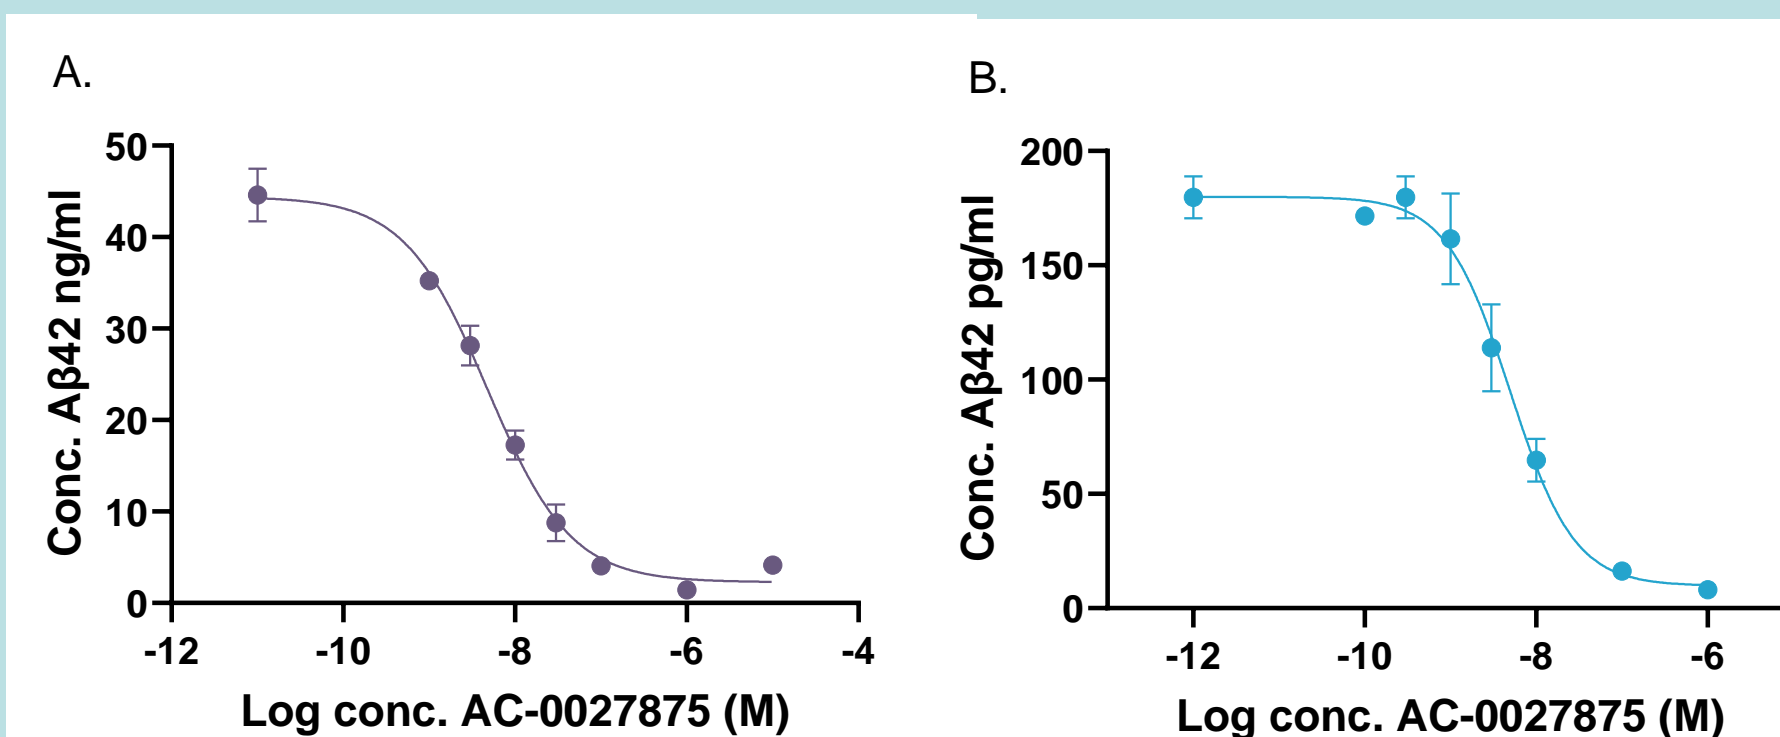 A.
Conc. Aβ42 ng/ml
50
40
30
20
10
0
-12 -10 -8 -6 -4
Log conc. AC-0027875 (M)
B.
Conc. Aβ42 pg/ml
200
150
100
50
0
-12 -10 -8 -6
Log conc. AC-0027875 (M)